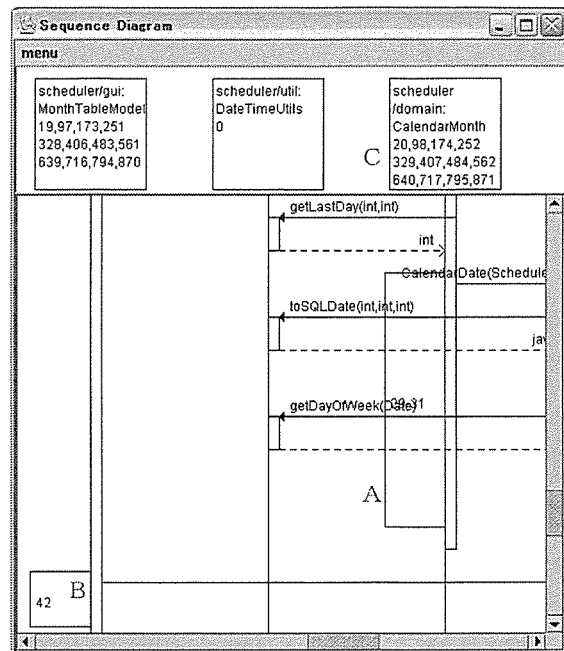 Sequence Diagram
menu
scheduler/gui:
MonthTableModel
19,97,173,251
328,406,483,561
639,716,794,870
scheduler/util:
DateTimeUtils
0
scheduler
/domain:
CalendarMonth
20,98,174,252
329,407,484,562
640,717,795,871
C
getLastDay(int,int)
int
CalendarDate(Schedule
toSQLDate(int,int,int)
jav
getDayOfWeek(Date)
A
B
42